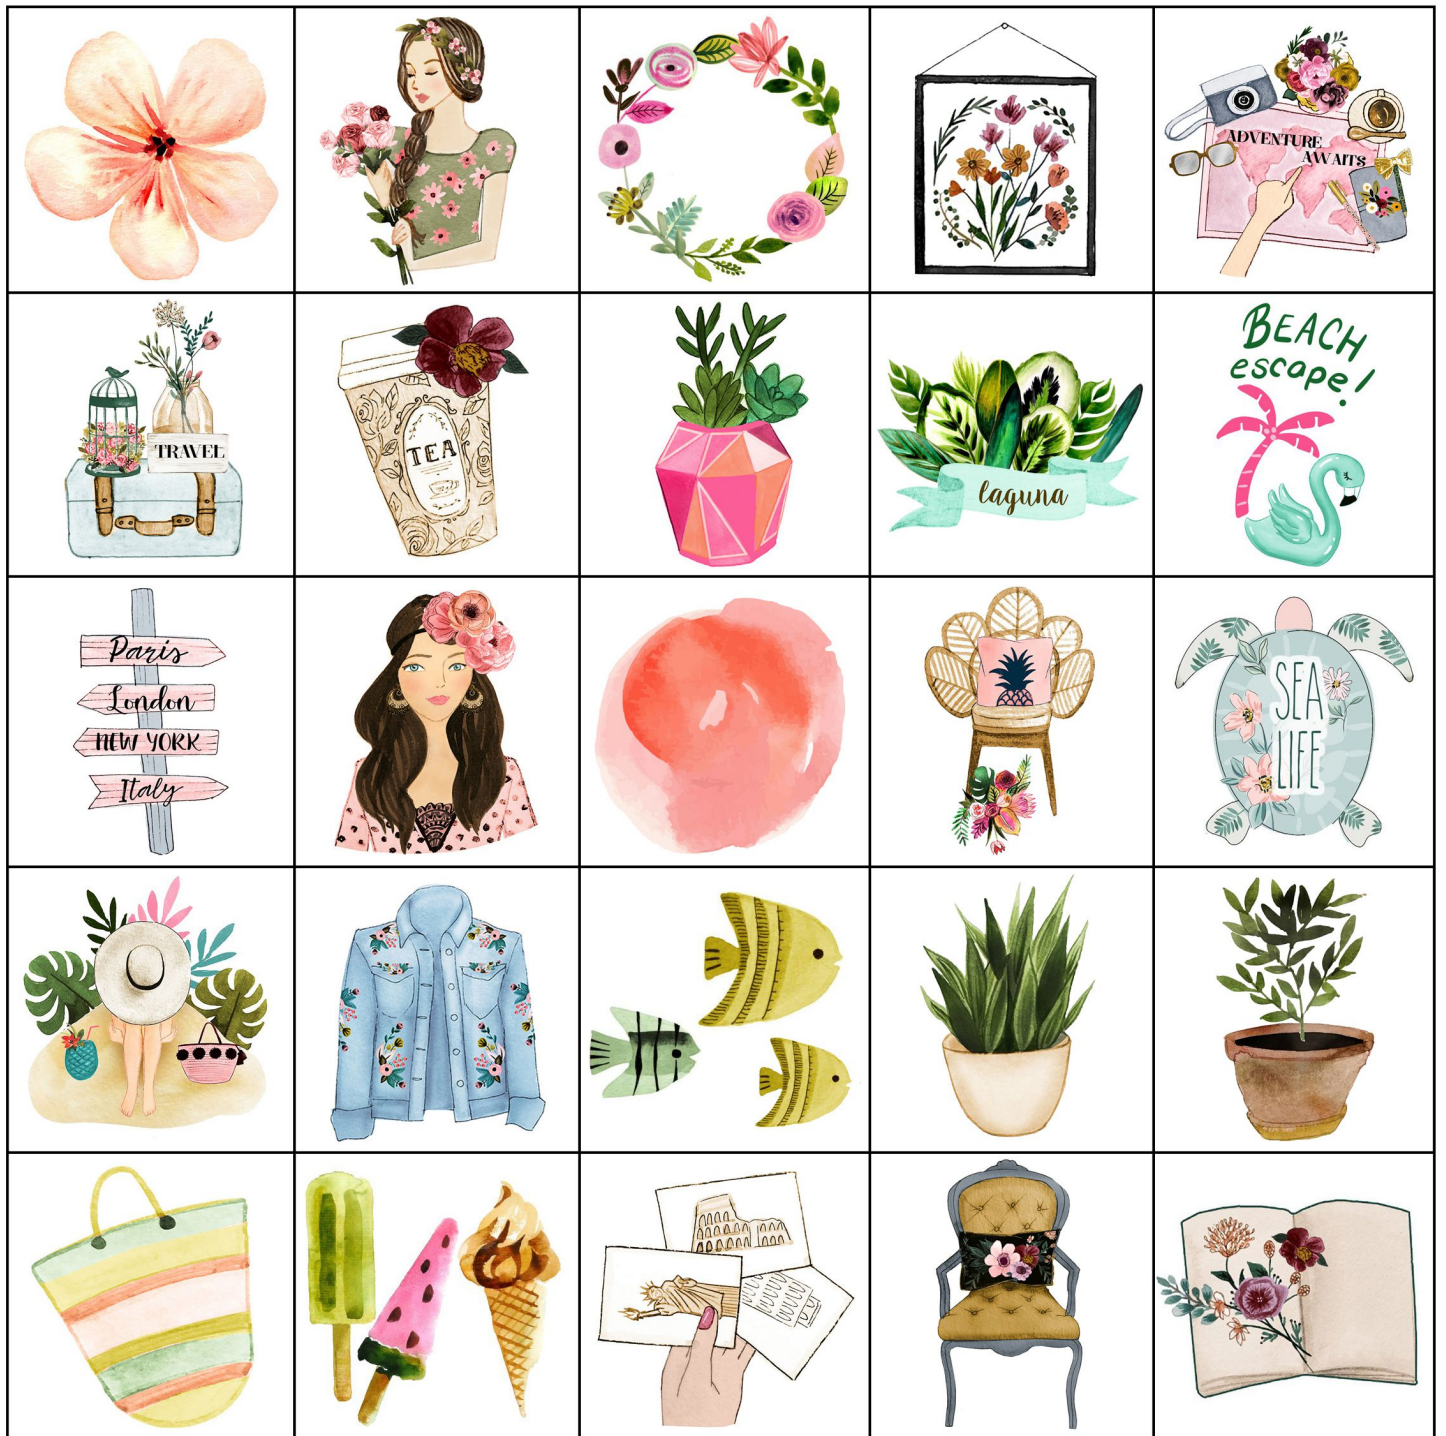 ADVENTURE
AWAITS
TRAVEL
TEA
laguna
BEACH
escape!
Paris
London
NEW YORK
Italy
SEA
LIFE